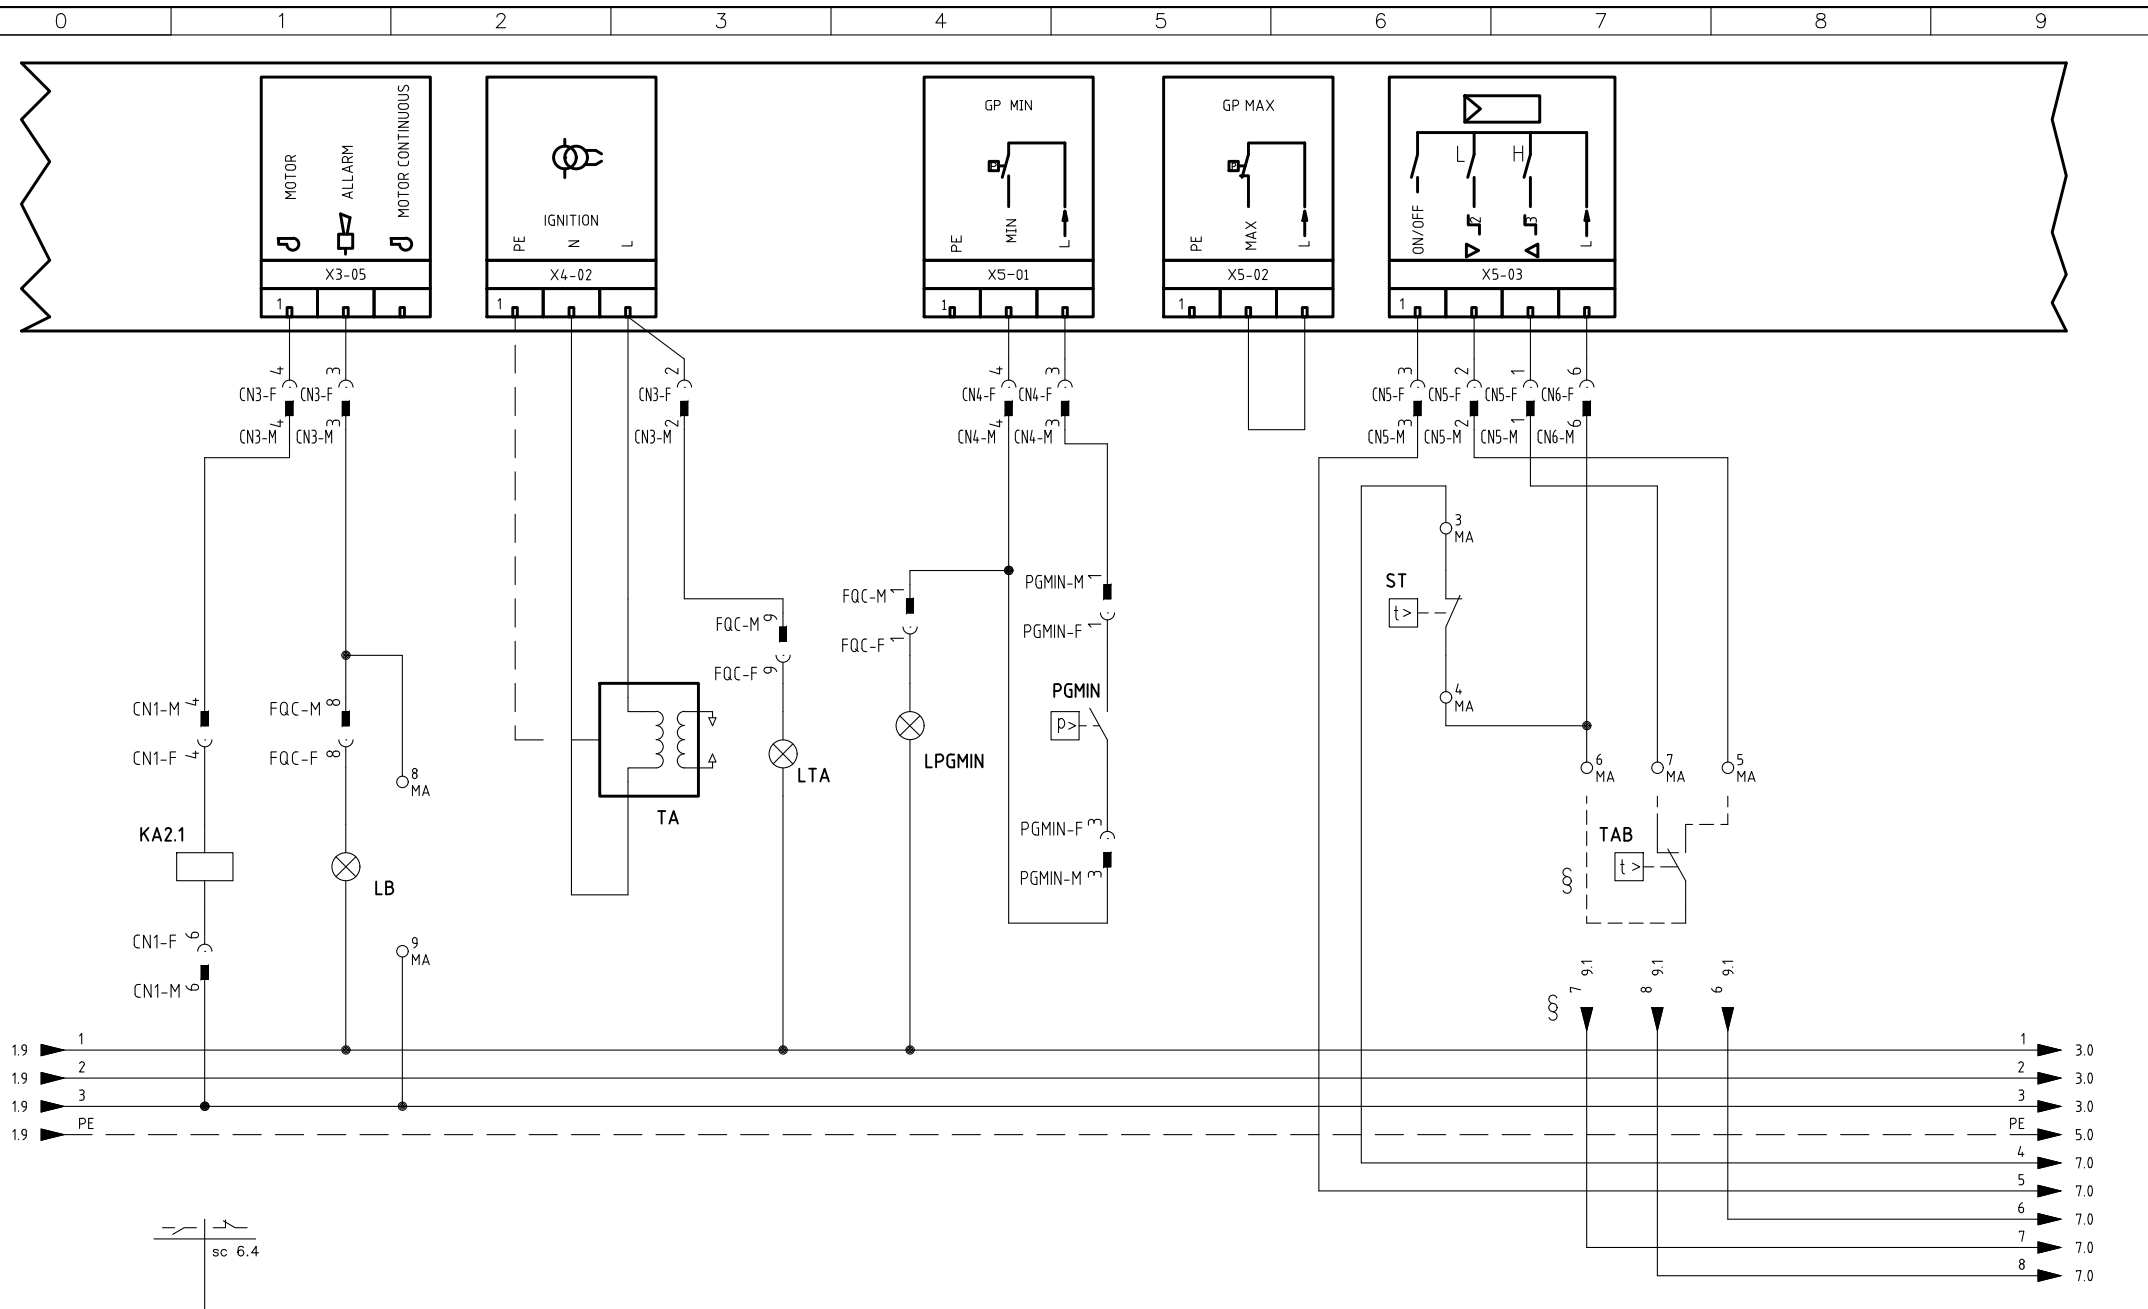 0 1 2 3 4 5 6 7 8 9
MOTOR
ALLARM
MOTOR CONTINUOUS
X3-05
1
IGNITION
PE N L
X4-02
1
GP MIN
P
PE MIN L
X5-01
1
GP MAX
PE MAX L
X5-02
1
L H
ON/OFF 2 3 L
X5-03
1
4 3 2 4 3 3 2 1 6
CN3-F CN3-F CN3-F CN4-F CN4-F CN5-F CN5-F CN5-F CN6-F
4 3 2 4 3 3 2 1 6
CN3-M CN3-M CN3-M CN4-M CN4-M CN5-M CN5-M CN5-M CN6-M
3
MA
ST
t>
PGMIN-M 1
PGMIN-F 1
FQC-M 1
FQC-F 1
FQC-M 9
FQC-F 9
4
MA
PGMIN
p>
CN1-M 4
CN1-F 4
FQC-M 8
FQC-F 8
8
MA
LTA
LPGMIN
6
MA
7
MA
5
MA
TA
KA2.1
LB
PGMIN-F 3
PGMIN-M 3
TAB
t>
§
CN1-F 6
CN1-M 6
9
MA
§
7 9.1
8 9.1
6 9.1
1.9 1 1 3.0
1.9 2 2 3.0
1.9 3 3 3.0
1.9 PE PE 5.0
4 7.0
5 7.0
6 7.0
7 7.0
8 7.0
sc 6.4